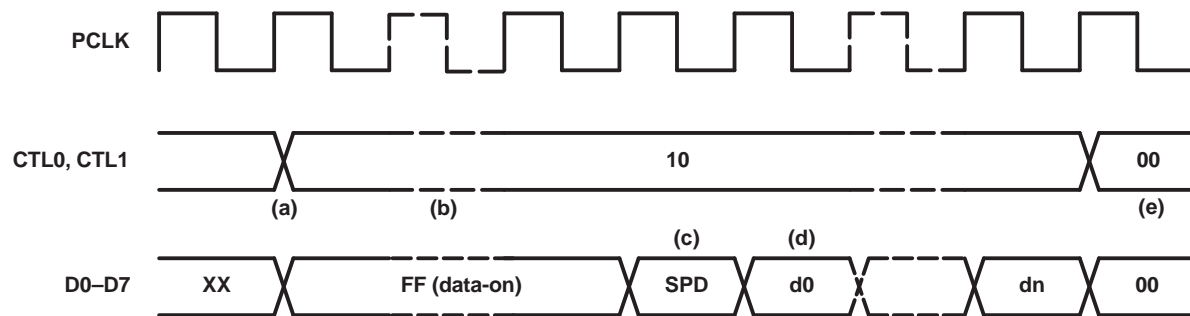 PCLK
CTL0, CTL1
10
00
(a)
(b)
(e)
(c)
(d)
D0–D7
XX
FF (data-on)
SPD
d0
dn
00